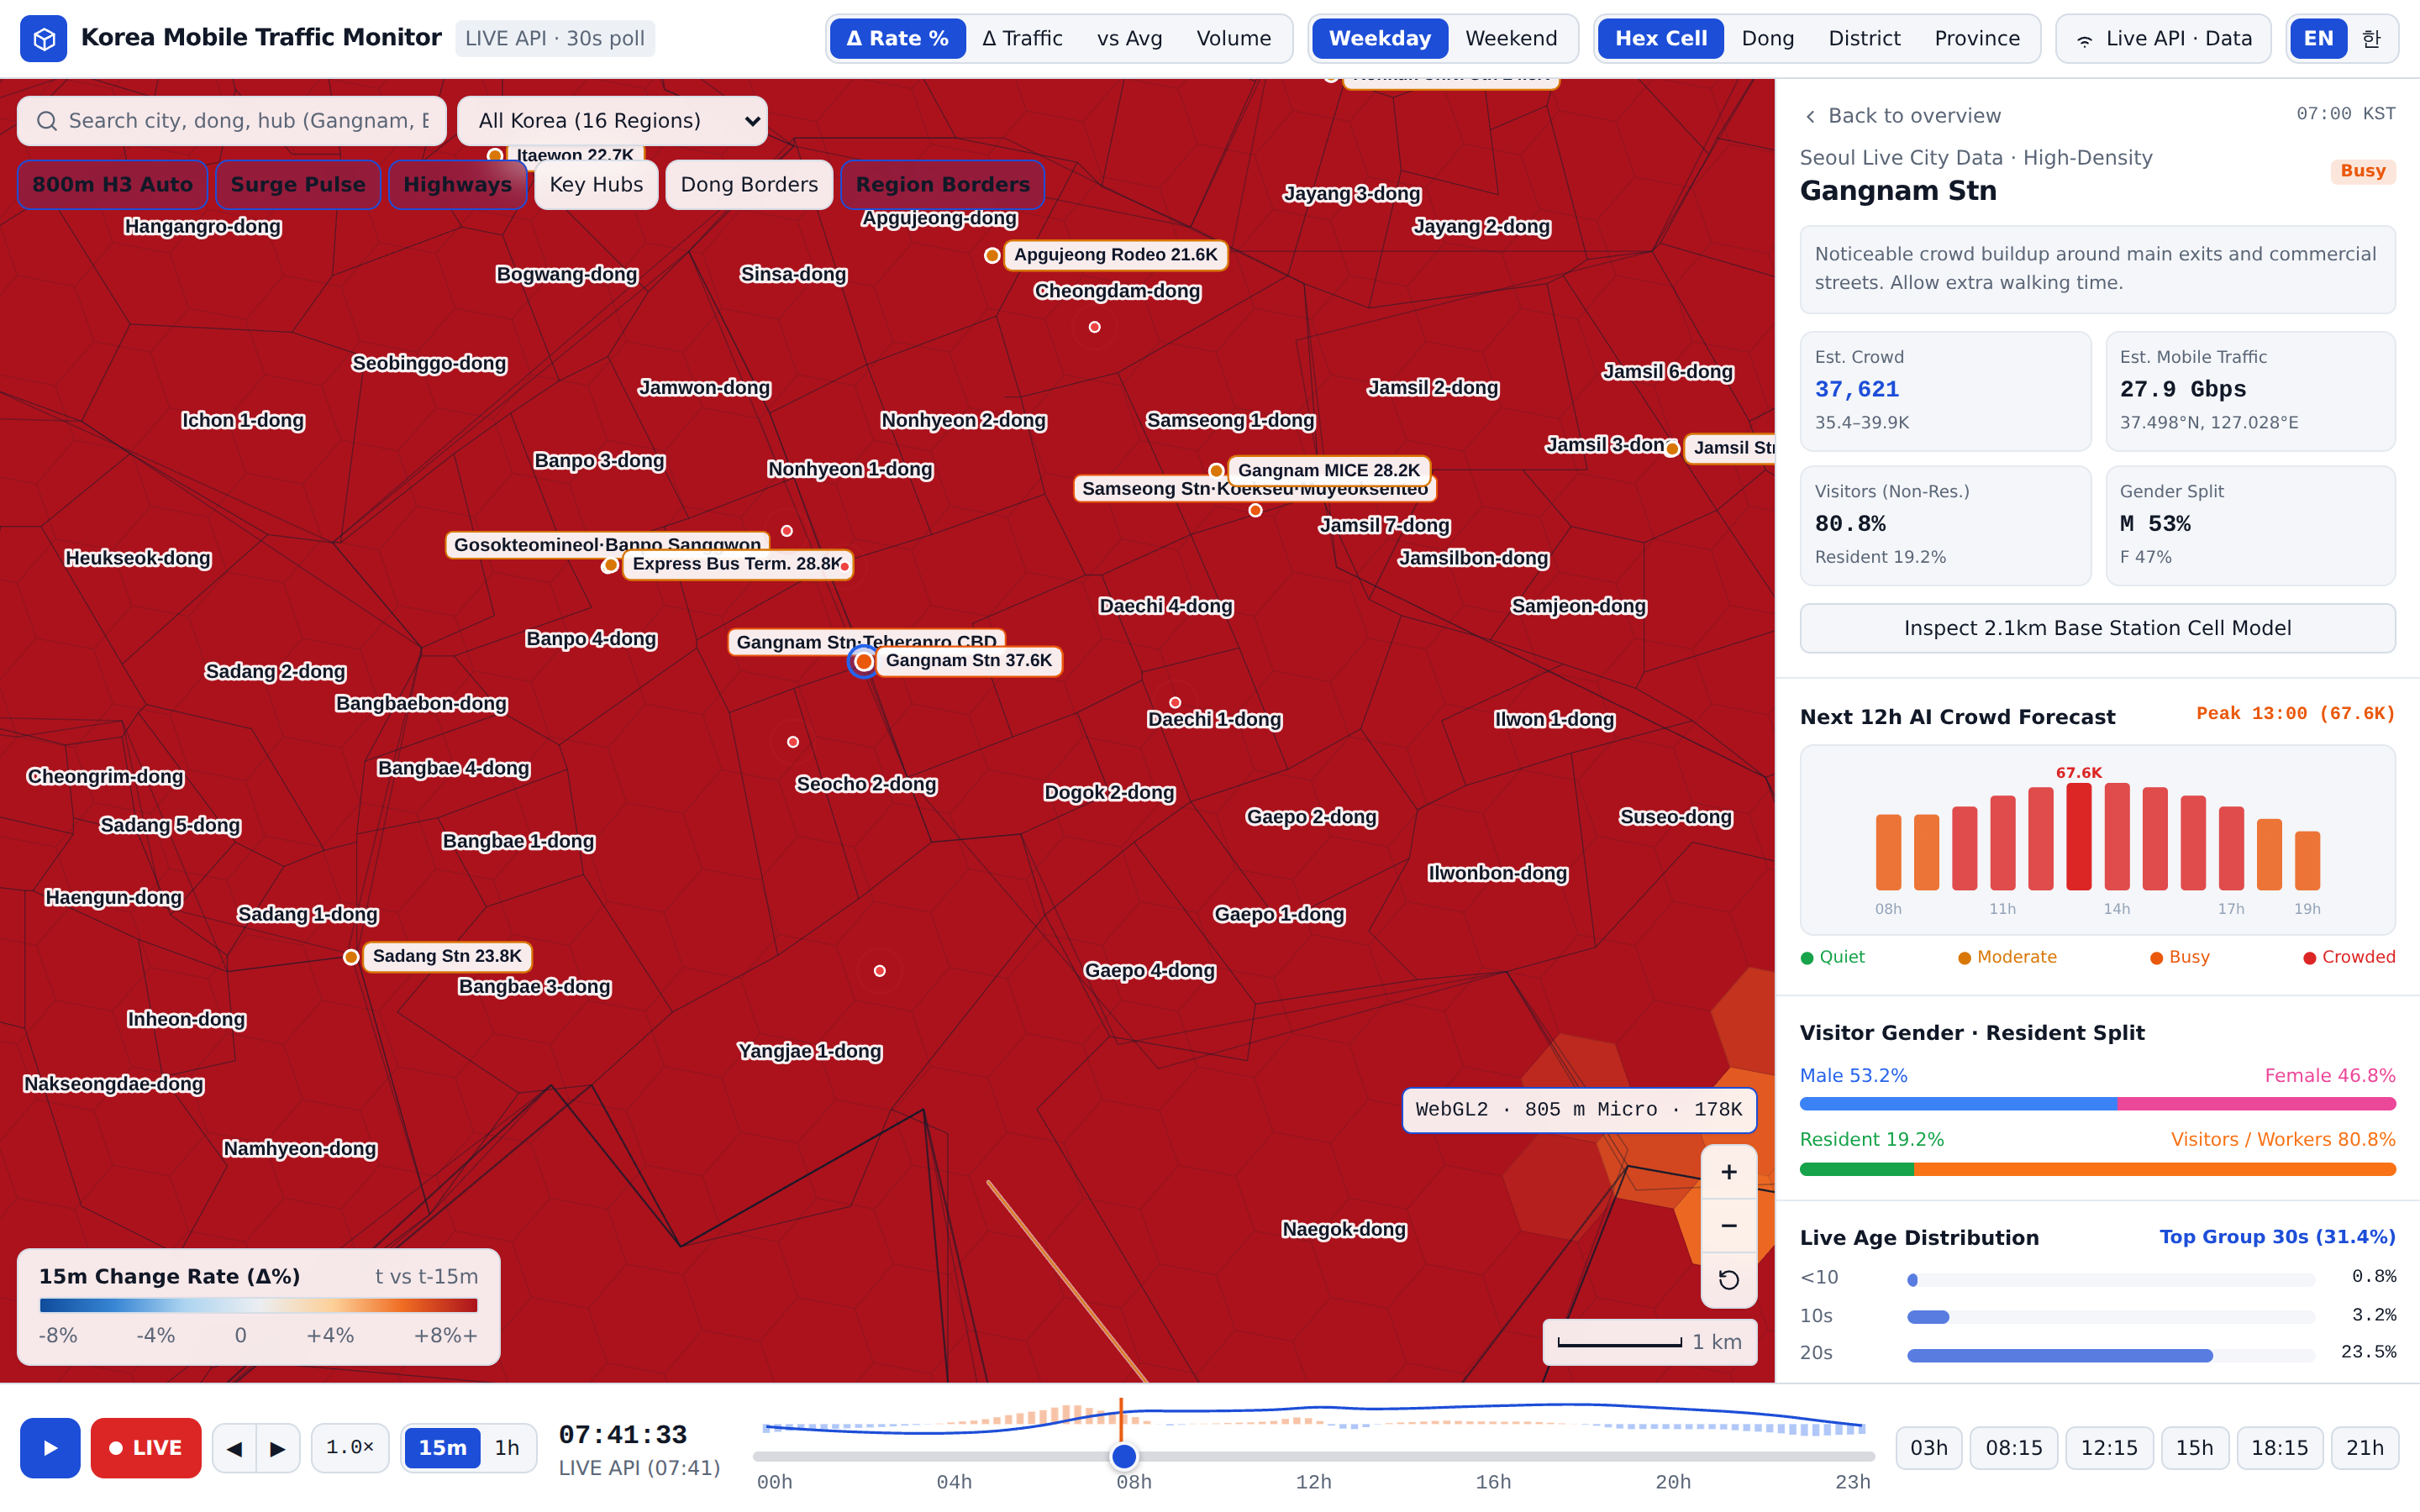 Korea Mobile Traffic Monitor
LIVE API · 30s poll
Δ Rate %
Δ Traffic
vs Avg
Volume
Weekday
Weekend
Hex Cell
Dong
District
Province
Live API · Data
EN
한
Search city, dong, hub (Gangnam, E
All Korea (16 Regions)
Itaewon 22.7K
800m H3 Auto
Surge Pulse
Highways
Key Hubs
Dong Borders
Region Borders
Jayang 3-dong
Hangangro-dong
Apgujeong-dong
Jayang 2-dong
Apgujeong Rodeo 21.6K
Bogwang-dong
Sinsa-dong
Cheongdam-dong
Seobinggo-dong
Jamwon-dong
Jamsil 2-dong
Jamsil 6-dong
Ichon 1-dong
Nonhyeon 2-dong
Samseong 1-dong
Jamsil 3-dong
Jamsil Stn
Banpo 3-dong
Nonhyeon 1-dong
Gangnam MICE 28.2K
Samseong Stn·Koekseu·Muyeoksenteo
Jamsil 7-dong
Gosokteomineol·Banpo Sanggwon
Heukseok-dong
Express Bus Term. 28.8K
Jamsilbon-dong
Daechi 4-dong
Samjeon-dong
Banpo 4-dong
Gangnam Stn·Teheranro CBD
Gangnam Stn 37.6K
Sadang 2-dong
Bangbaebon-dong
Daechi 1-dong
Ilwon 1-dong
Cheongrim-dong
Bangbae 4-dong
Seocho 2-dong
Dogok 2-dong
Sadang 5-dong
Bangbae 1-dong
Gaepo 2-dong
Suseo-dong
Ilwonbon-dong
Haengun-dong
Sadang 1-dong
Gaepo 1-dong
Sadang Stn 23.8K
Bangbae 3-dong
Gaepo 4-dong
Inheon-dong
Yangjae 1-dong
Nakseongdae-dong
Namhyeon-dong
Naegok-dong
WebGL2 · 805 m Micro · 178K
+
−
1 km
15m Change Rate (Δ%)
t vs t-15m
-8%
-4%
0
+4%
+8%+
Back to overview
07:00 KST
Seoul Live City Data · High-Density
Gangnam Stn
Busy
Noticeable crowd buildup around main exits and commercial
streets. Allow extra walking time.
Est. Crowd
37,621
35.4–39.9K
Est. Mobile Traffic
27.9 Gbps
37.498°N, 127.028°E
Visitors (Non-Res.)
80.8%
Resident 19.2%
Gender Split
M 53%
F 47%
Inspect 2.1km Base Station Cell Model
Next 12h AI Crowd Forecast
Peak 13:00 (67.6K)
67.6K
08h
11h
14h
17h
19h
Quiet
Moderate
Busy
Crowded
Visitor Gender · Resident Split
Male 53.2%
Female 46.8%
Resident 19.2%
Visitors / Workers 80.8%
Live Age Distribution
Top Group 30s (31.4%)
<10
0.8%
10s
3.2%
20s
23.5%
LIVE
1.0×
15m
1h
07:41:33
LIVE API (07:41)
00h
04h
08h
12h
16h
20h
23h
03h
08:15
12:15
15h
18:15
21h